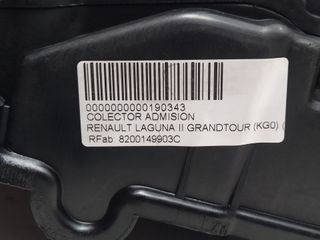 0000000000190343
COLECTOR ADMISION
RENAULT LAGUNA II GRANDTOUR (KG0) (
RFab: 8200149903C